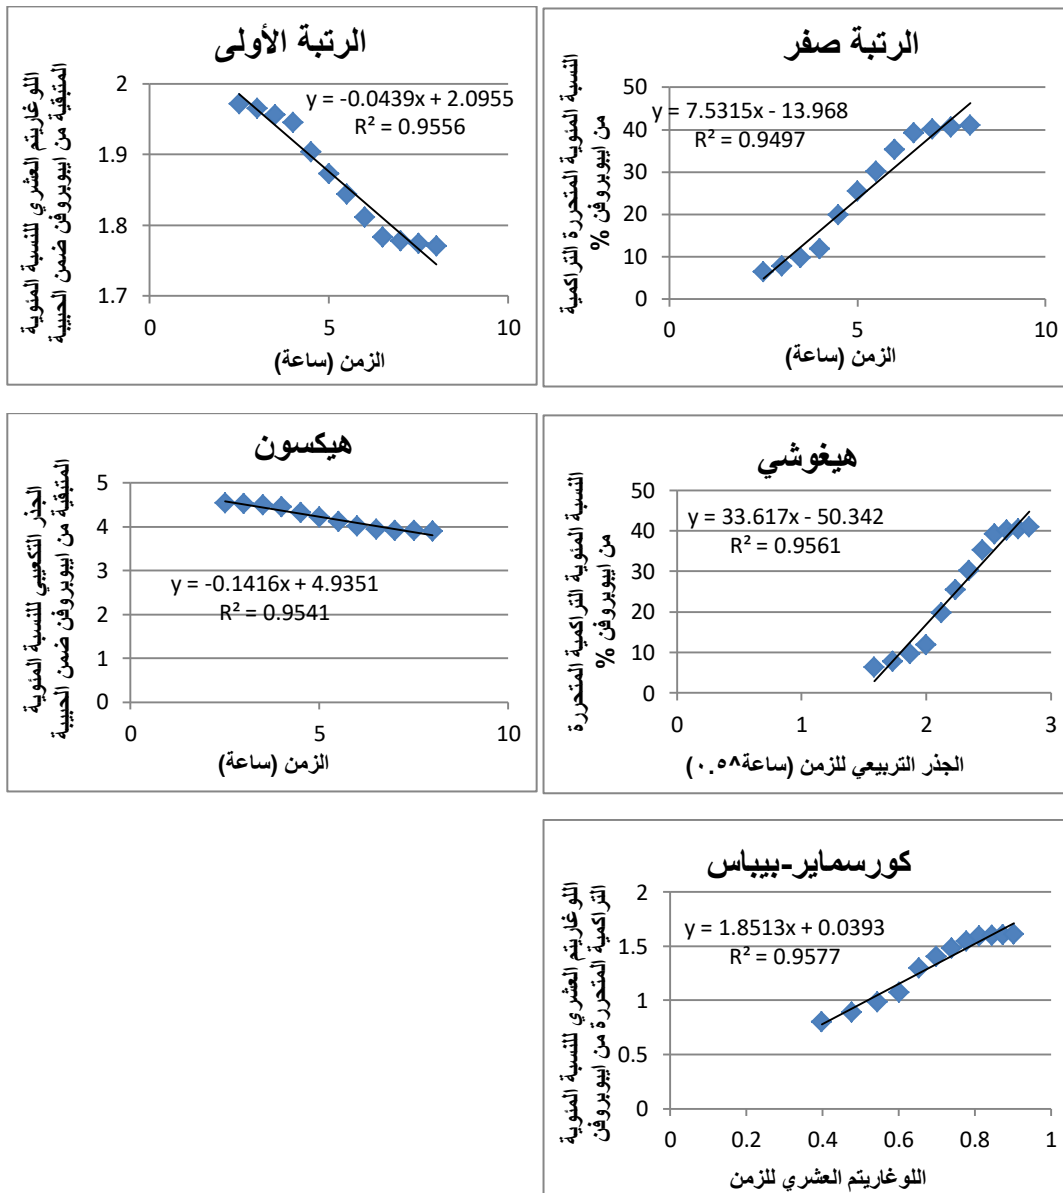 الرتبة صفر
النسبة المئوية المتحررة التراكمية
من ايبوبروفن %
y = 7.5315x - 13.968
R² = 0.9497
50
40
30
20
10
0
0
5
10
الزمن (ساعة)
الرتبة الأولى
اللوغاريتم العشري للنسبة المئوية
المتبقية من ايبوبروفن ضمن الحبيبة
y = -0.0439x + 2.0955
R² = 0.9556
2
1.9
1.8
1.7
0
5
10
الزمن (ساعة)
هيغوشي
النسبة المئوية التراكمية المتحررة
من ايبوبروفن %
y = 33.617x - 50.342
R² = 0.9561
50
40
30
20
10
0
0
1
2
3
الجذر التربيعي للزمن (ساعة^٠.٥)
هيكسون
الجذر التكعيبي للنسبة المئوية
المتبقية من ايبوبروفن ضمن الحبيبة
y = -0.1416x + 4.9351
R² = 0.9541
5
4
3
2
1
0
0
5
10
الزمن (ساعة)
كورسماير-بيباس
اللوغاريتم العشري للنسبة المئوية
التراكمية المتحررة من ايبوبروفن
y = 1.8513x + 0.0393
R² = 0.9577
2
1.5
1
0.5
0
0
0.2
0.4
0.6
0.8
1
اللوغاريتم العشري للزمن